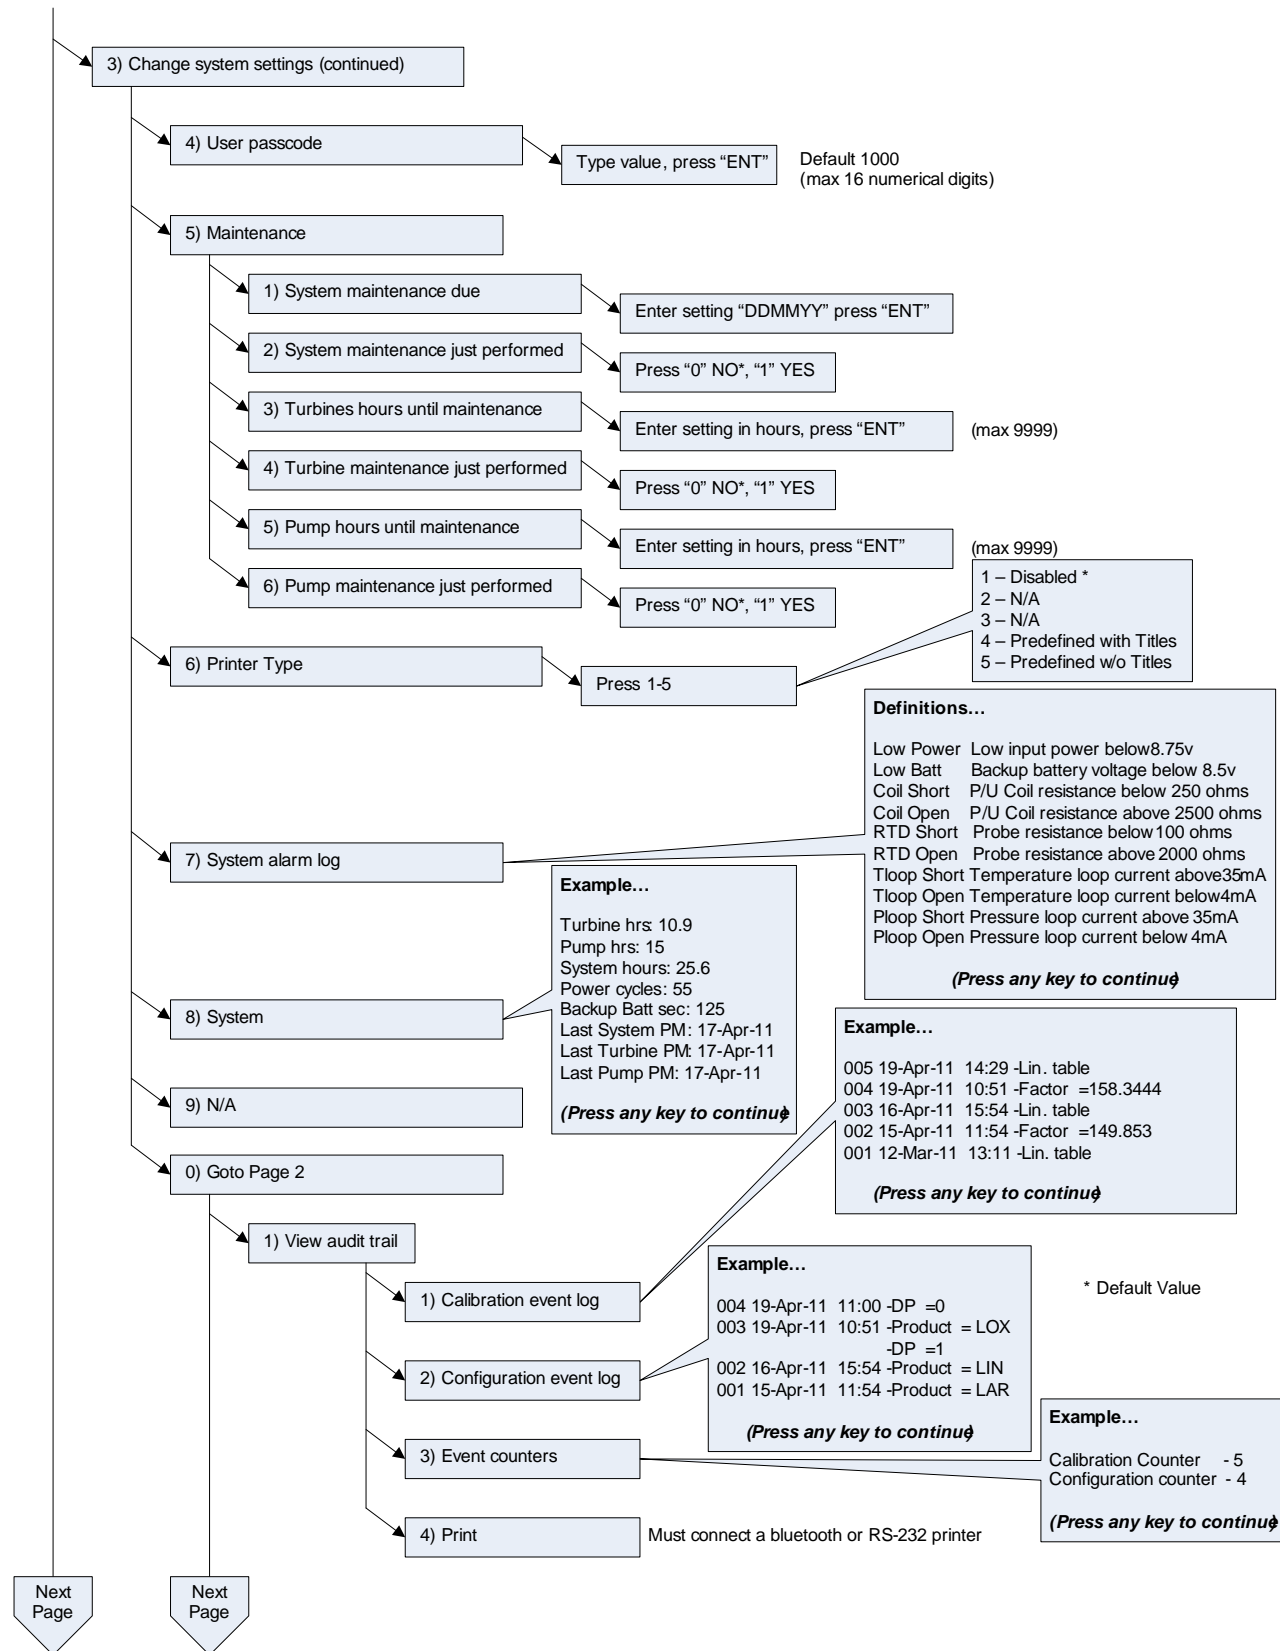 3) Change system settings (continued)
4) User passcode
Type value, press “ENT”
Default 1000
(max 16 numerical digits)
5) Maintenance
1) System maintenance due
Enter setting “DDMMYY” press “ENT”
2) System maintenance just performed
Press “0” NO*, “1” YES
3) Turbines hours until maintenance
Enter setting in hours, press “ENT”
(max 9999)
4) Turbine maintenance just performed
Press “0” NO*, “1” YES
5) Pump hours until maintenance
Enter setting in hours, press “ENT”
(max 9999)
6) Pump maintenance just performed
Press “0” NO*, “1” YES
1 – Disabled *
2 – N/A
3 – N/A
4 – Predefined with Titles
5 – Predefined w/o Titles
6) Printer Type
Press 1-5
Definitions…
Low Power Low input power below8.75v
Low Batt Backup battery voltage below 8.5v
Coil Short P/U Coil resistance below 250 ohms
Coil Open P/U Coil resistance above 2500 ohms
RTD Short Probe resistance below 100 ohms
RTD Open Probe resistance above 2000 ohms
Tloop Short Temperature loop current above35mA
Tloop Open Temperature loop current below4mA
Ploop Short Pressure loop current above 35mA
Ploop Open Pressure loop current below 4mA
(Press any key to continue)
7) System alarm log
Example…
Turbine hrs: 10.9
Pump hrs: 15
System hours: 25.6
Power cycles: 55
Backup Batt sec: 125
Last System PM: 17-Apr-11
Last Turbine PM: 17-Apr-11
Last Pump PM: 17-Apr-11
(Press any key to continue)
8) System
9) N/A
Example…
005 19-Apr-11 14:29 -Lin. table
004 19-Apr-11 10:51 -Factor =158.3444
003 16-Apr-11 15:54 -Lin. table
002 15-Apr-11 11:54 -Factor =149.853
001 12-Mar-11 13:11 -Lin. table
(Press any key to continue)
0) Goto Page 2
1) View audit trail
1) Calibration event log
Example…
004 19-Apr-11 11:00 -DP =0
003 19-Apr-11 10:51 -Product = LOX
-DP =1
002 16-Apr-11 15:54 -Product = LIN
001 15-Apr-11 11:54 -Product = LAR
(Press any key to continue)
* Default Value
2) Configuration event log
3) Event counters
Example…
Calibration Counter - 5
Configuration counter - 4
(Press any key to continue)
4) Print
Must connect a bluetooth or RS-232 printer
Next
Page
Next
Page